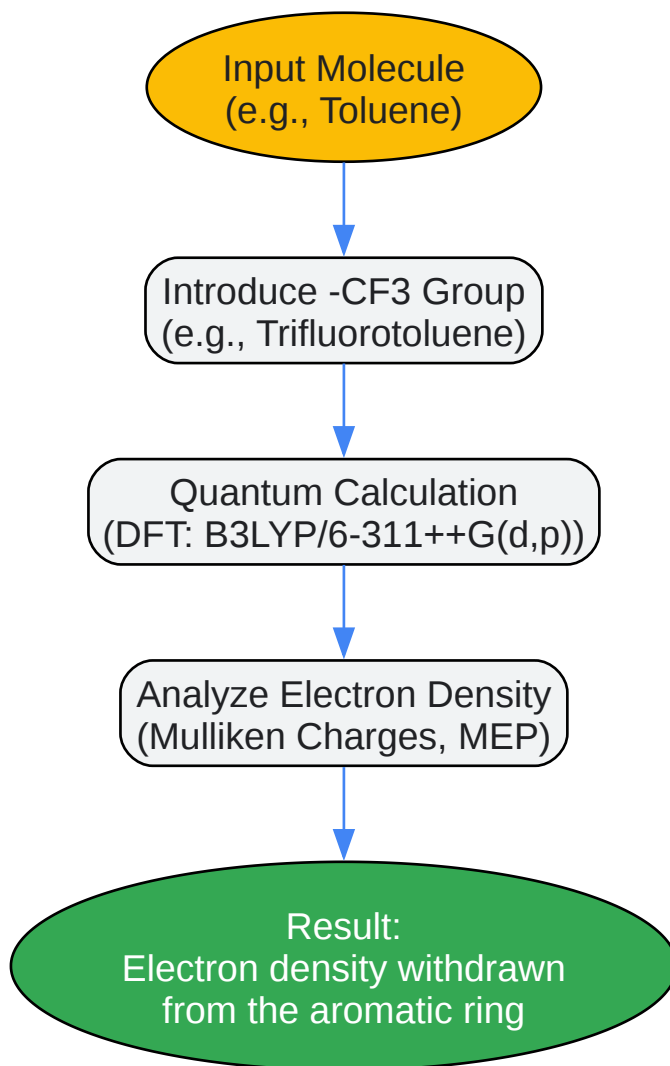 Input Molecule
(e.g., Toluene)
Introduce -CF3 Group
(e.g., Trifluorotoluene)
Quantum Calculation
(DFT: B3LYP/6-311++G(d,p))
Analyze Electron Density
(Mulliken Charges, MEP)
Result:
Electron density withdrawn
from the aromatic ring